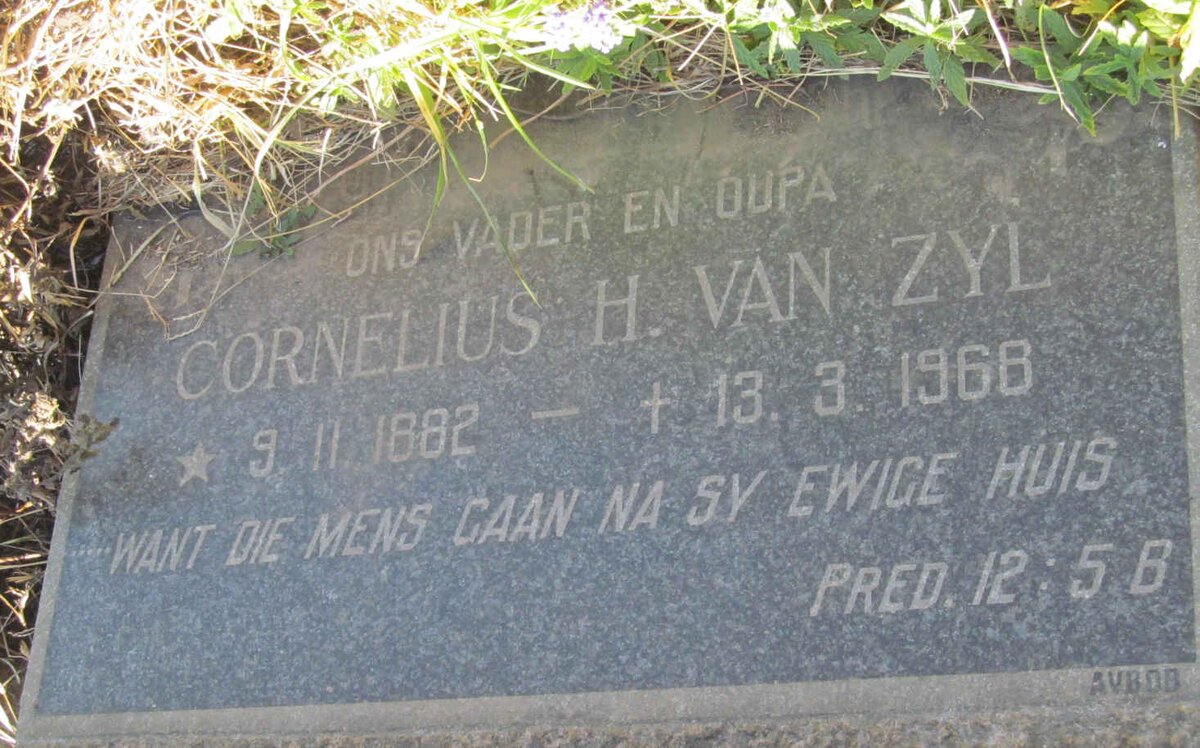 ONS VADER EN OUPA
CORNELIUS H. VAN ZYL
★ 9. 11. 1882 — ✝ 13. 3. 1968
.....WANT DIE MENS GAAN NA SY EWIGE HUIS
PRED. 12:5 B
AVBOB